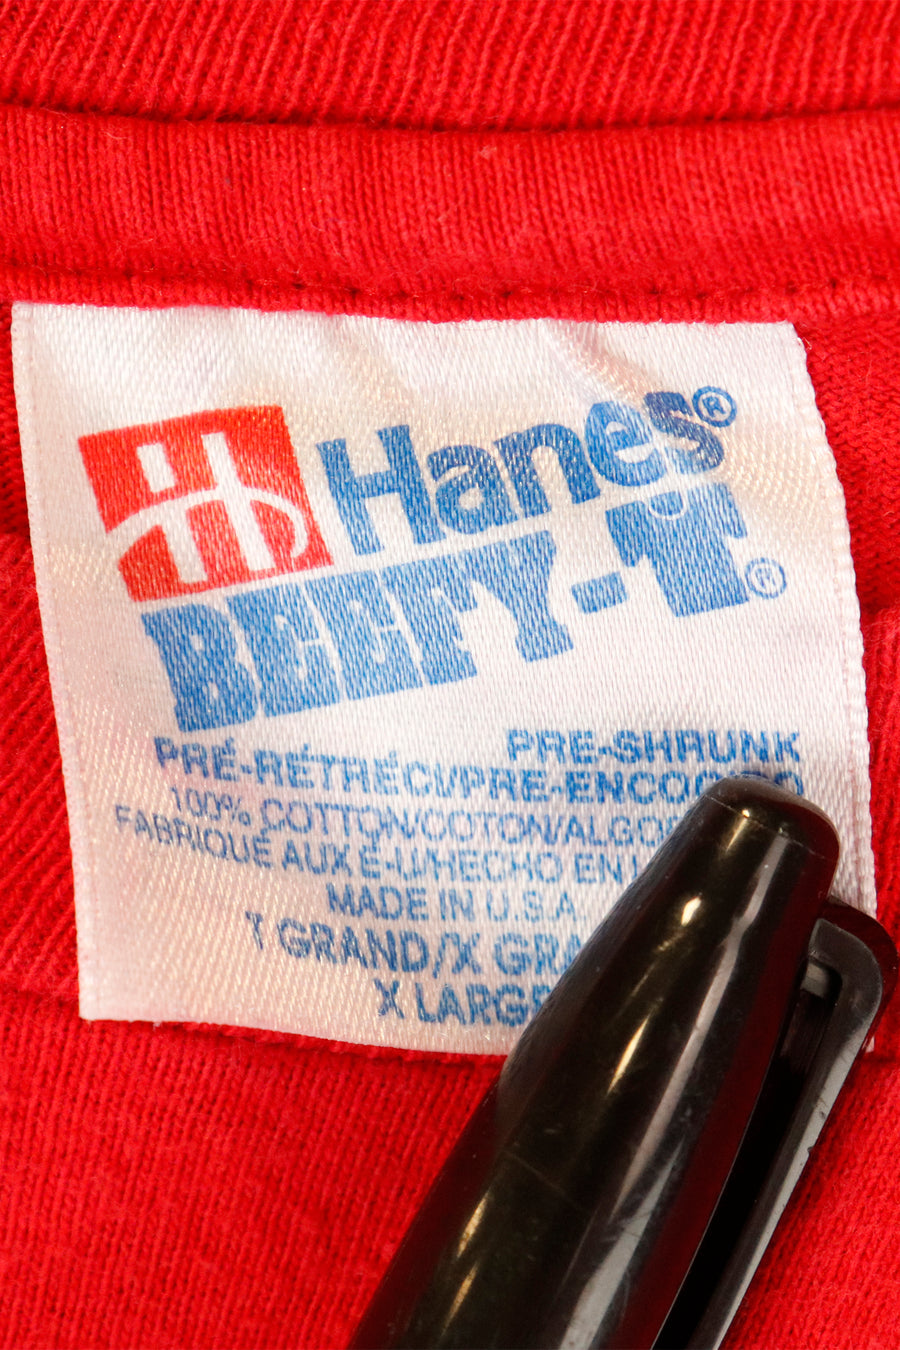 H Hanes®
BEEFY-T®
PRE-SHRUNK
PRÉ-RÉTRÉCI/PRE-ENCOGIDO
100% COTTON/COTON/ALGO
FABRIQUÉ AUX É-U/HECHO EN
MADE IN U.S.A.
T GRAND/X GRA
X LARGE